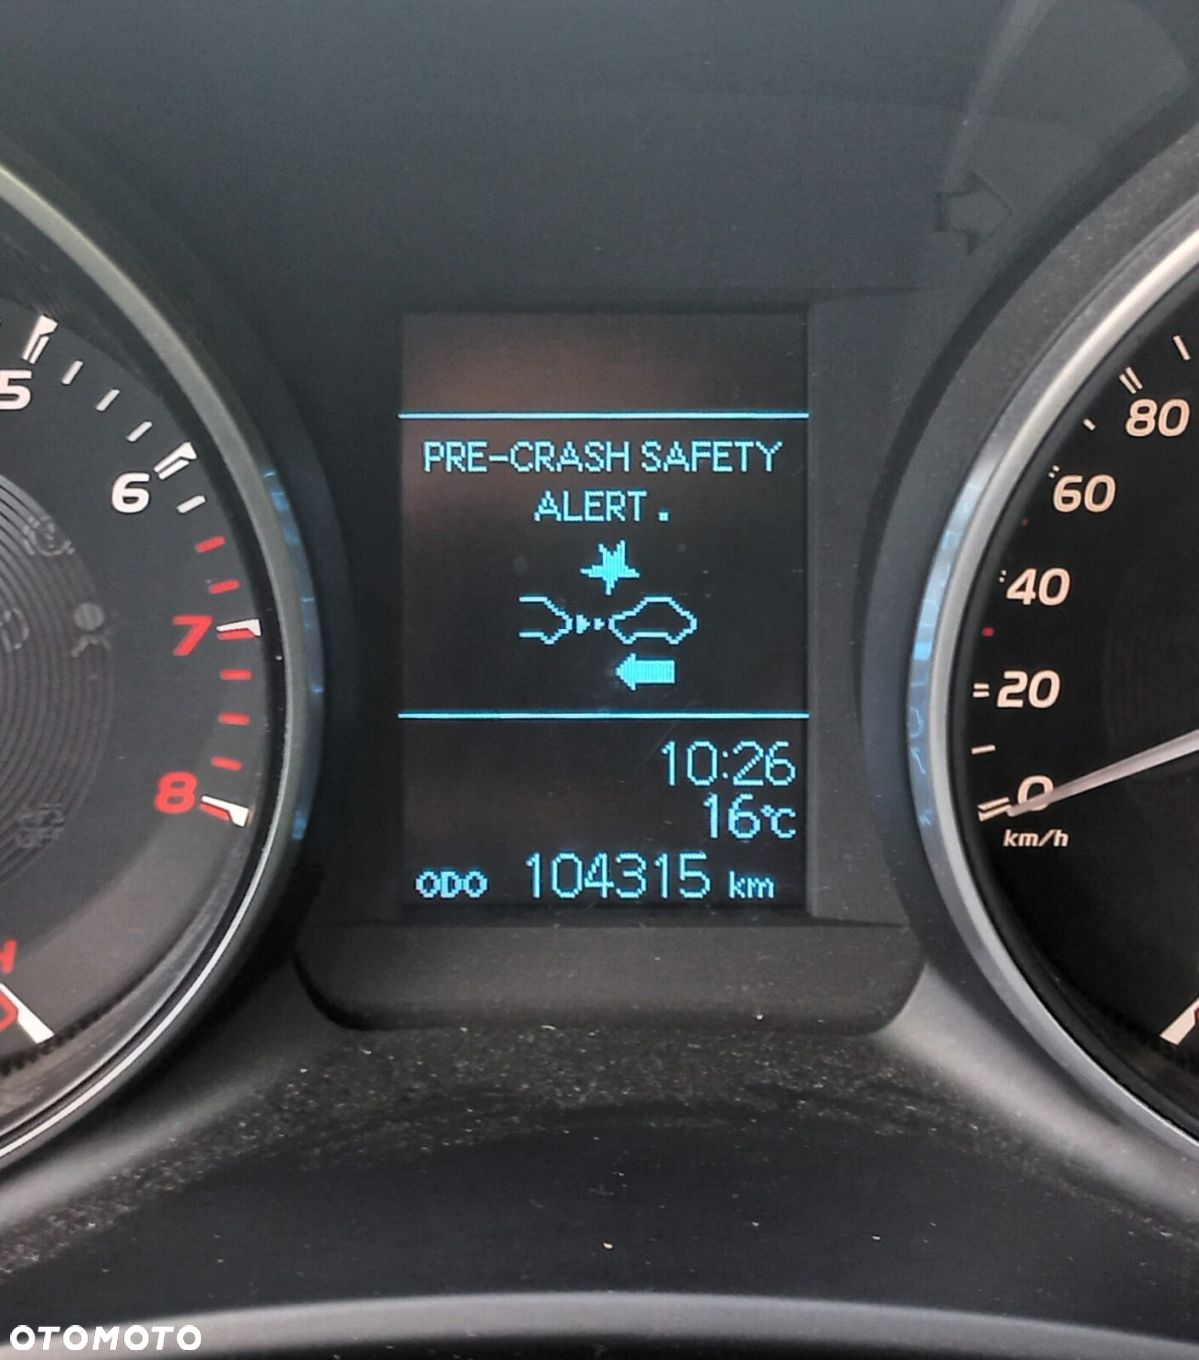 PRE-CRASH SAFETY
ALERT.
10:26
16°C
ODO 104315 km
5
6
7
8
H
80
60
40
20
0
km/h
OTOMOTO